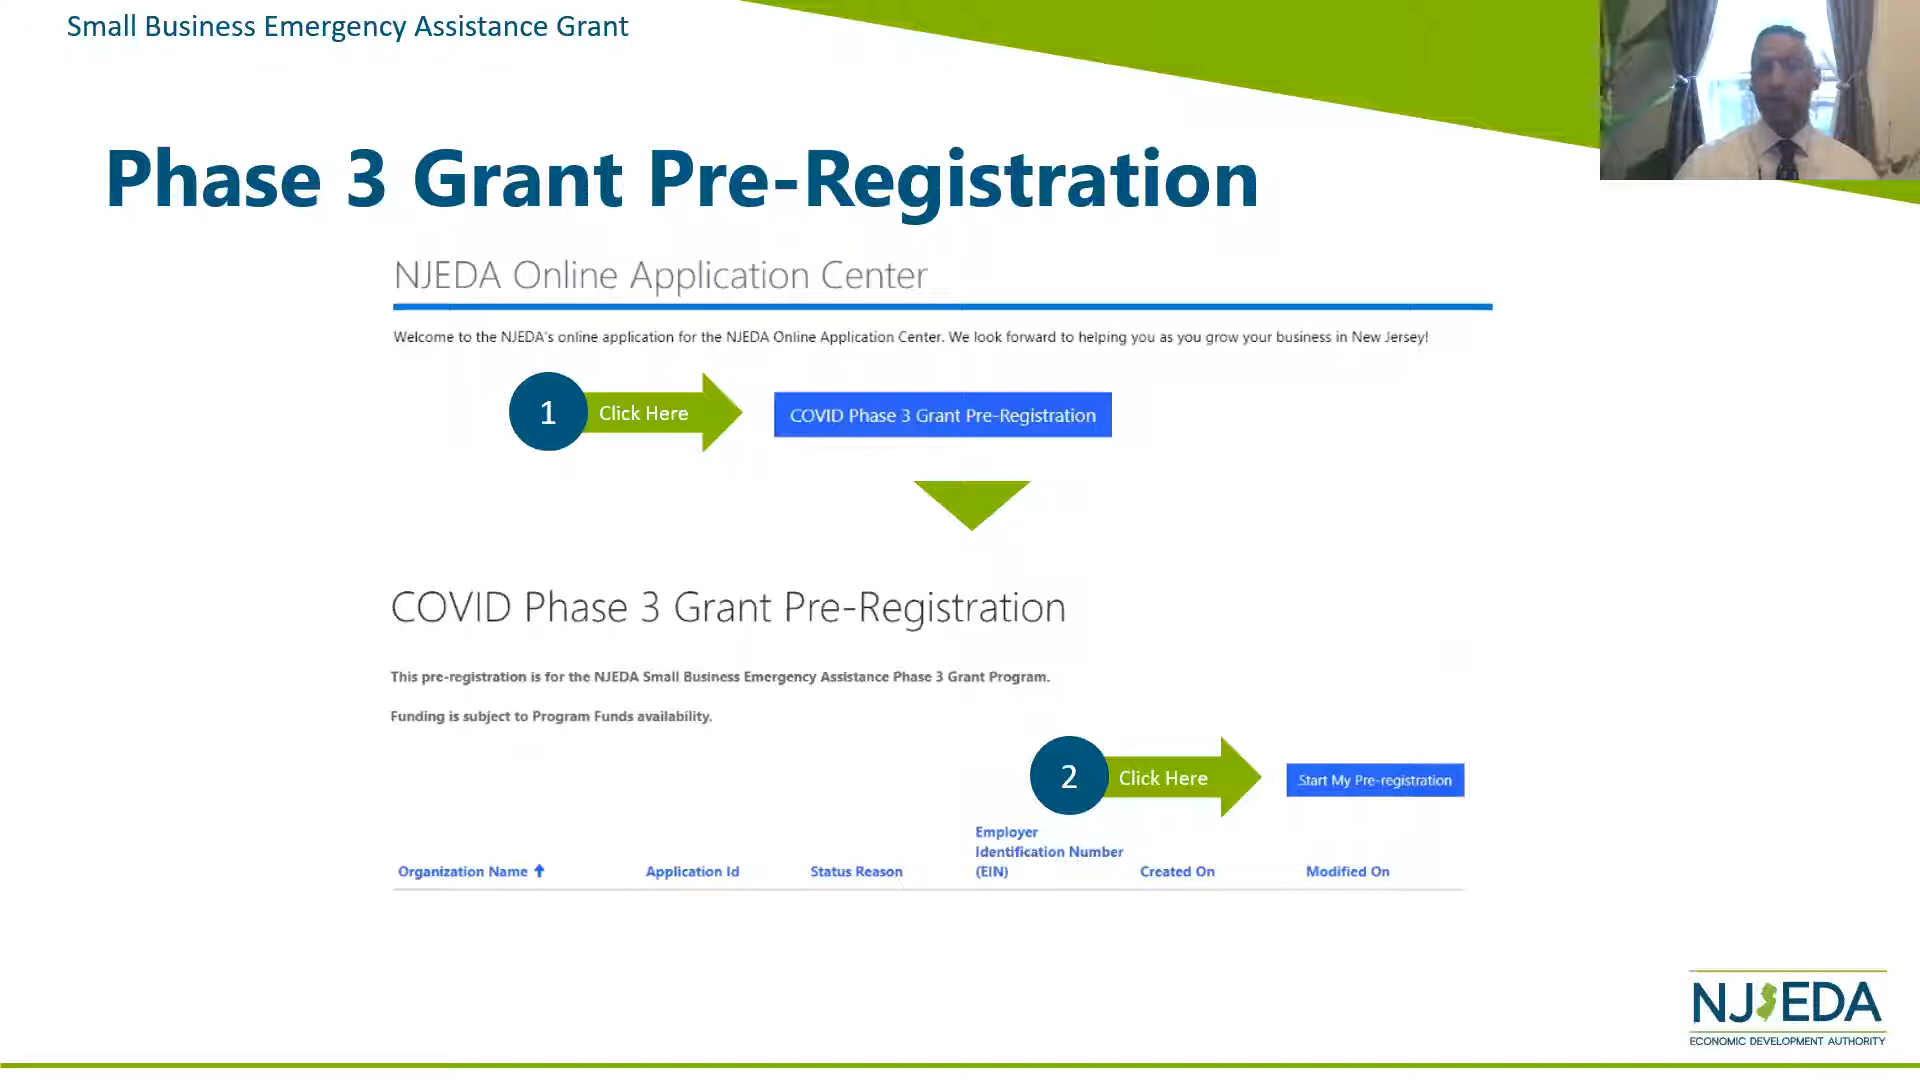 Small Business Emergency Assistance Grant
Phase 3 Grant Pre-Registration
NJEDA Online Application Center
Welcome to the NJEDA's online application for the NJEDA Online Application Center. We look forward to helping you as you grow your business in New Jersey!
1
Click Here
COVID Phase 3 Grant Pre-Registration
COVID Phase 3 Grant Pre-Registration
This pre-registration is for the NJEDA Small Business Emergency Assistance Phase 3 Grant Program.
Funding is subject to Program Funds availability.
2
Click Here
Start My Pre-registration
Organization Name
Application Id
Status Reason
Employer
Identification Number
(EIN)
Created On
Modified On
NJEDA
ECONOMIC DEVELOPMENT AUTHORITY